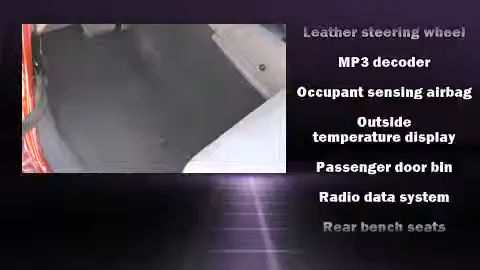 Leather steering wheel
MP3 decoder
Occupant sensing airbag
Outside
temperature display
Passenger door bin
Radio data system
Rear bench seats